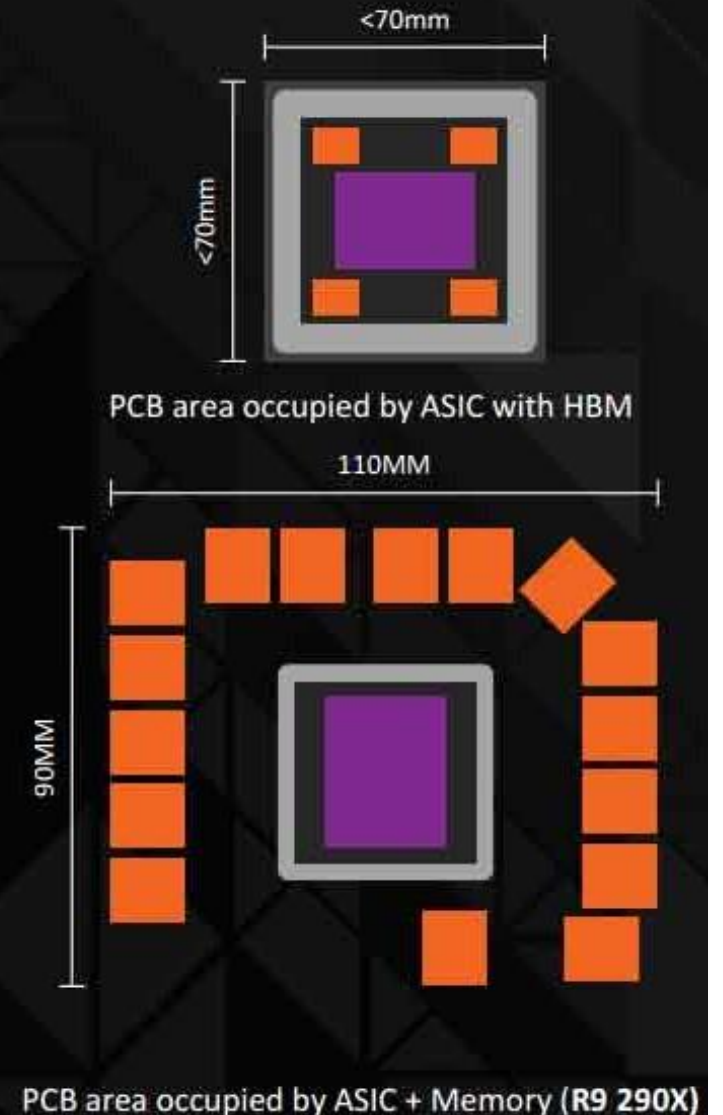 <70mm
<70mm
PCB area occupied by ASIC with HBM
110MM
90MM
PCB area occupied by ASIC + Memory (R9 290X)